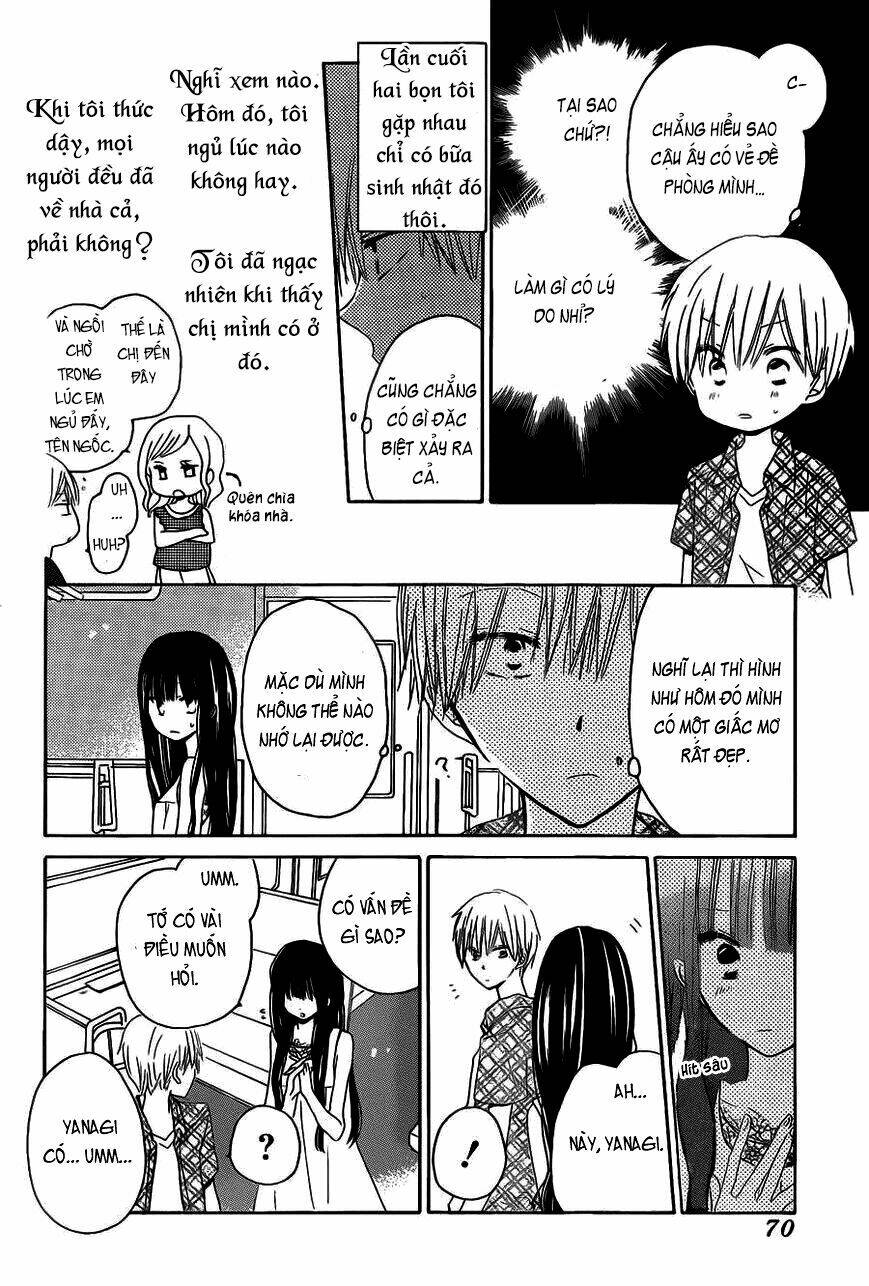 C-
CHẲNG HIỂU SAO
CẬU ẤY CÓ VẺ ĐỀ
PHÒNG MÌNH...
TẠI SAO
CHỨ?!
LÀM GÌ CÓ LÝ
DO NHỈ?
Lần cuối
hai bọn tôi
gặp nhau
chỉ có bữa
sinh nhật đó
thôi.
CŨNG CHẲNG
CÓ GÌ ĐẶC
BIỆT XẢY RA
CẢ.
Nghĩ xem nào.
Hôm đó, tôi
ngủ lúc nào
không hay.
Tôi đã ngạc
nhiên khi thấy
chị mình có ở
đó.
Khi tôi thức
dậy, mọi
người đều đã
về nhà cả,
phải không?
THẾ LÀ
CHỊ ĐẾN
ĐÂY
VÀ NGỒI
CHỜ
TRONG
LÚC EM
NGỦ ĐẤY,
TÊN NGỐC.
Quên chìa
khóa nhà.
UH
...
HUH?
NGHĨ LẠI THÌ HÌNH
NHƯ HÔM ĐÓ MÌNH
CÓ MỘT GIẤC MƠ
RẤT ĐẸP.
MẶC DÙ MÌNH
KHÔNG THỂ NÀO
NHỚ LẠI ĐƯỢC.
?
Hít sâu
AH...
NÀY, YANAGI.
!
CÓ VẤN ĐỀ
GÌ SAO?
UMM.
TỚ CÓ VÀI
ĐIỀU MUỐN
HỎI.
?
YANAGI
CÓ... UMM...
70